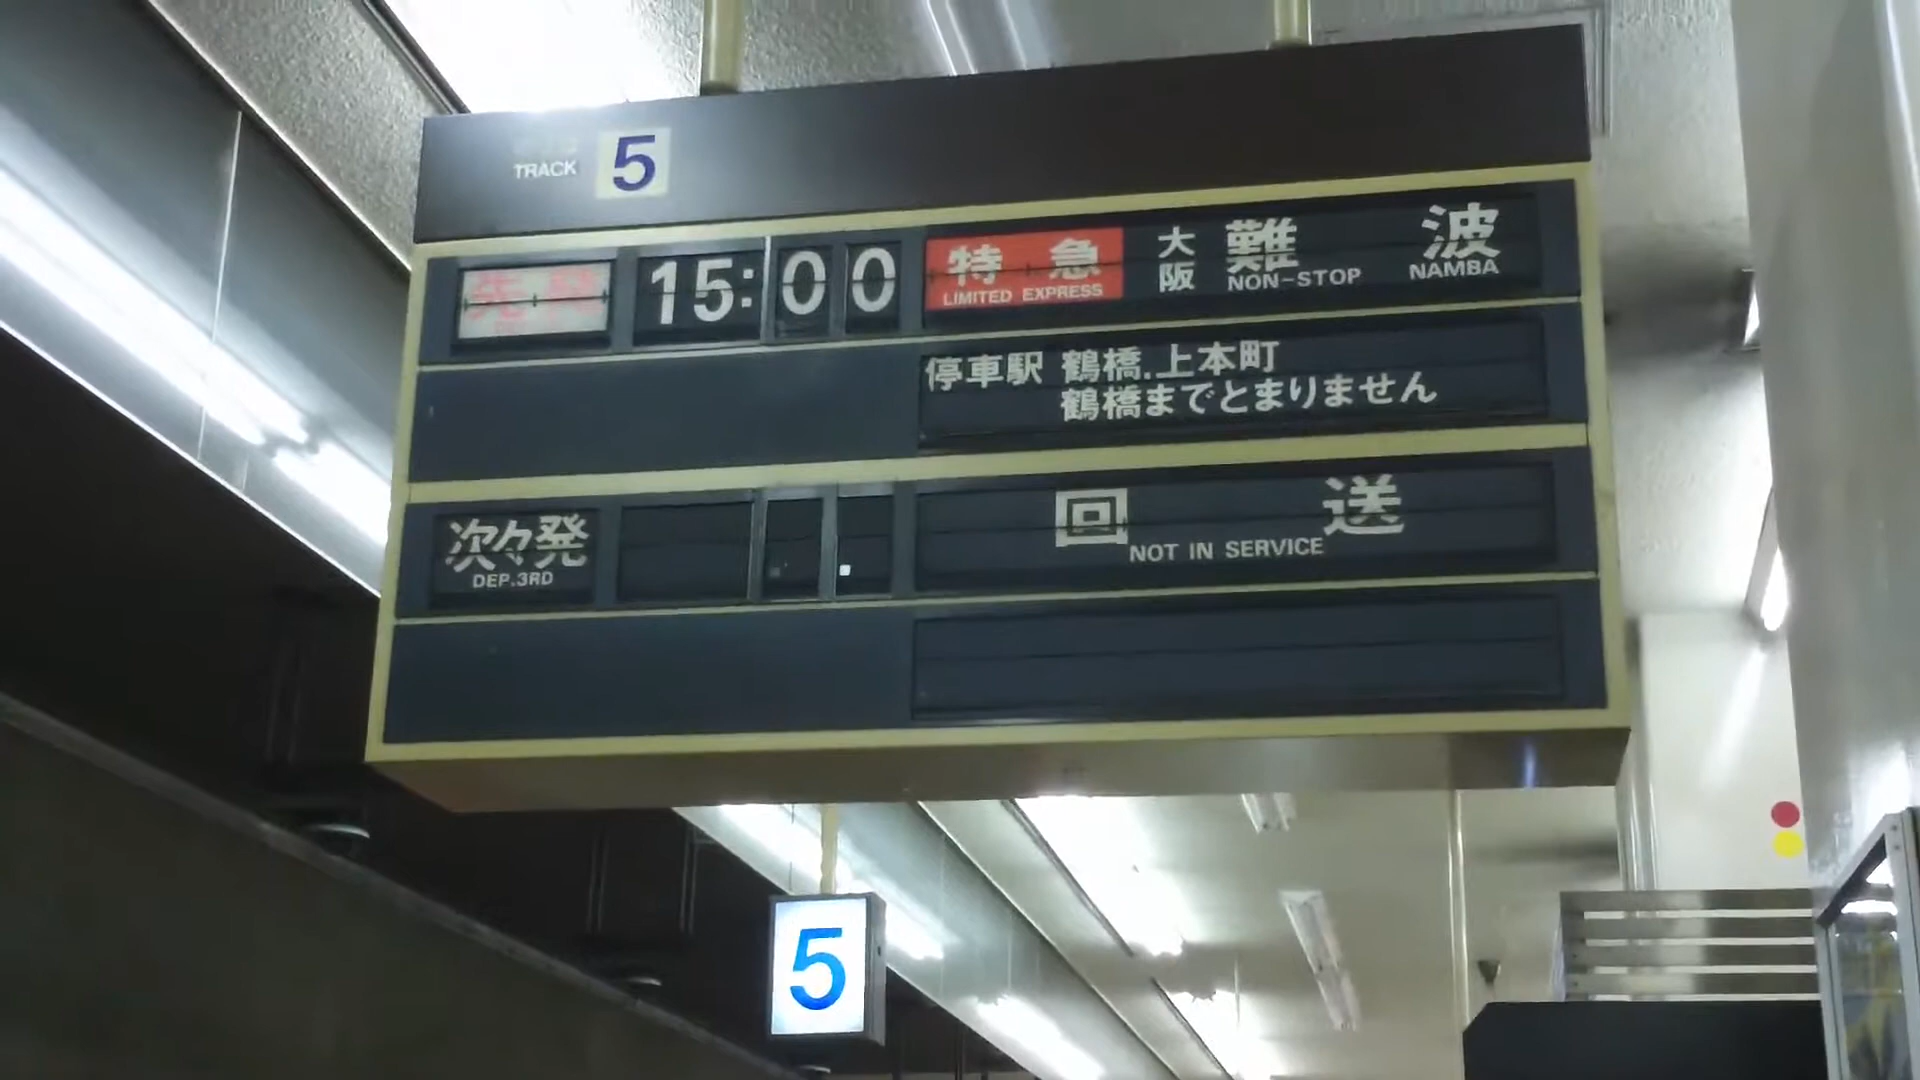 TRACK 5
先発 15:00 特急 大阪 難波
LIMITED EXPRESS NON-STOP NAMBA
停車駅 鶴橋.上本町
鶴橋までとまりません
次々発 回送
DEP.3RD NOT IN SERVICE
5